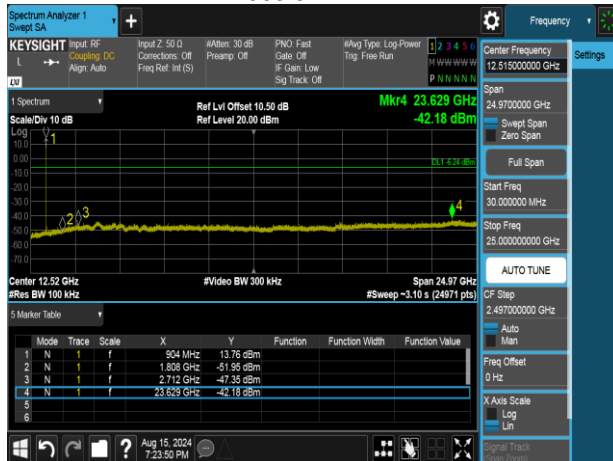 Spectrum Analyzer 1
Swept SA
+
Frequency
KEYSIGHT
L
LXI
Input: RF
Coupling: DC
Align: Auto
Input Z: 50 Ω
Corrections: Off
Freq Ref: Int (S)
#Atten: 30 dB
Preamp: Off
PNO: Fast
Gate: Off
IF Gain: Low
Sig Track: Off
#Avg Type: Log-Power
Trig: Free Run
1 2 3 4 5 6
M W W W W W
P N N N N N
1 Spectrum
Scale/Div 10 dB
Log
Ref Lvl Offset 10.50 dB
Ref Level 20.00 dBm
Mkr4 23.629 GHz
-42.18 dBm
10.0
0.00
-10.0
-20.0
-30.0
-40.0
-50.0
-60.0
-70.0
1
2
3
4
DL1 -6.24 dBm
Center 12.52 GHz
#Res BW 100 kHz
#Video BW 300 kHz
Span 24.97 GHz
#Sweep ~3.10 s (24971 pts)
5 Marker Table
Mode Trace Scale X Y Function Function Width Function Value
1 N 1 f 904 MHz 13.76 dBm
2 N 1 f 1.808 GHz -51.95 dBm
3 N 1 f 2.712 GHz -47.35 dBm
4 N 1 f 23.629 GHz -42.18 dBm
5
6
Aug 15, 2024
7:23:50 PM
?
Settings
Center Frequency
12.515000000 GHz
Span
24.9700000 GHz
Swept Span
Zero Span
Full Span
Start Freq
30.000000 MHz
Stop Freq
25.000000000 GHz
AUTO TUNE
CF Step
2.497000000 GHz
Auto
Man
Freq Offset
0 Hz
X Axis Scale
Log
Lin
Signal Track
(Span Zoom)